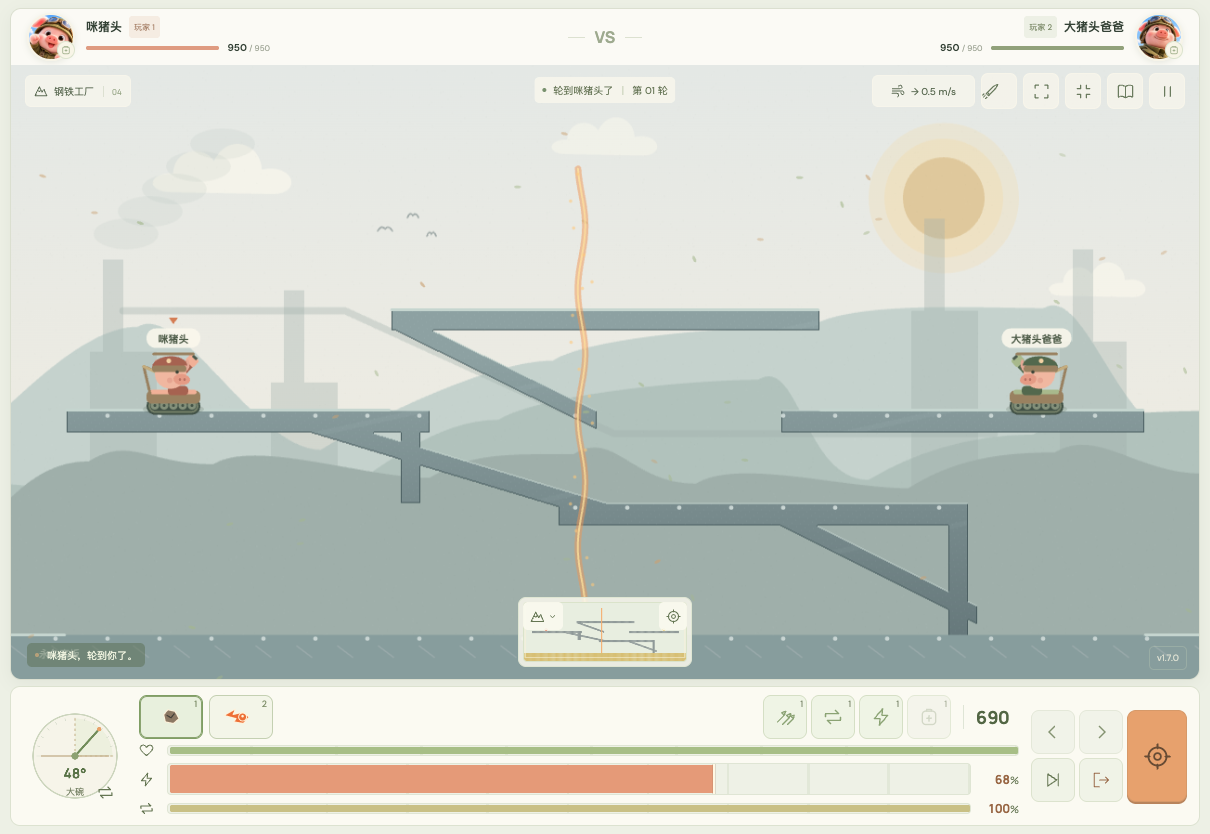 咪猪头 玩家 1
950 / 950
VS
玩家 2 大猪头爸爸
950 / 950
钢铁工厂 04
轮到咪猪头了 第 01 轮
→ 0.5 m/s
咪猪头
大猪头爸爸
咪猪头，轮到你了。
v1.7.0
1
2
1
1
1
1
690
48°
大碗
68%
100%